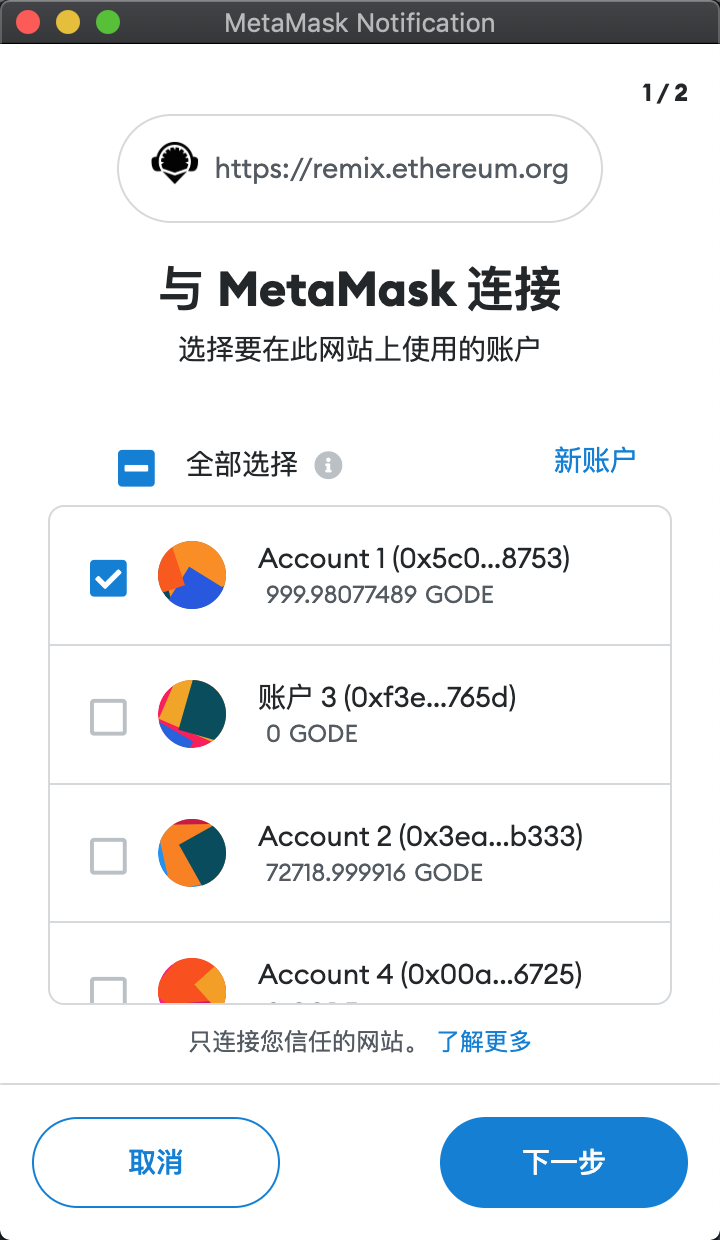 MetaMask Notification
1 / 2
https://remix.ethereum.org
与 MetaMask 连接
选择要在此网站上使用的账户
全部选择
新账户
Account 1 (0x5c0...8753)
999.98077489 GODE
账户 3 (0xf3e...765d)
0 GODE
Account 2 (0x3ea...b333)
72718.999916 GODE
Account 4 (0x00a...6725)
只连接您信任的网站。 了解更多
取消
下一步